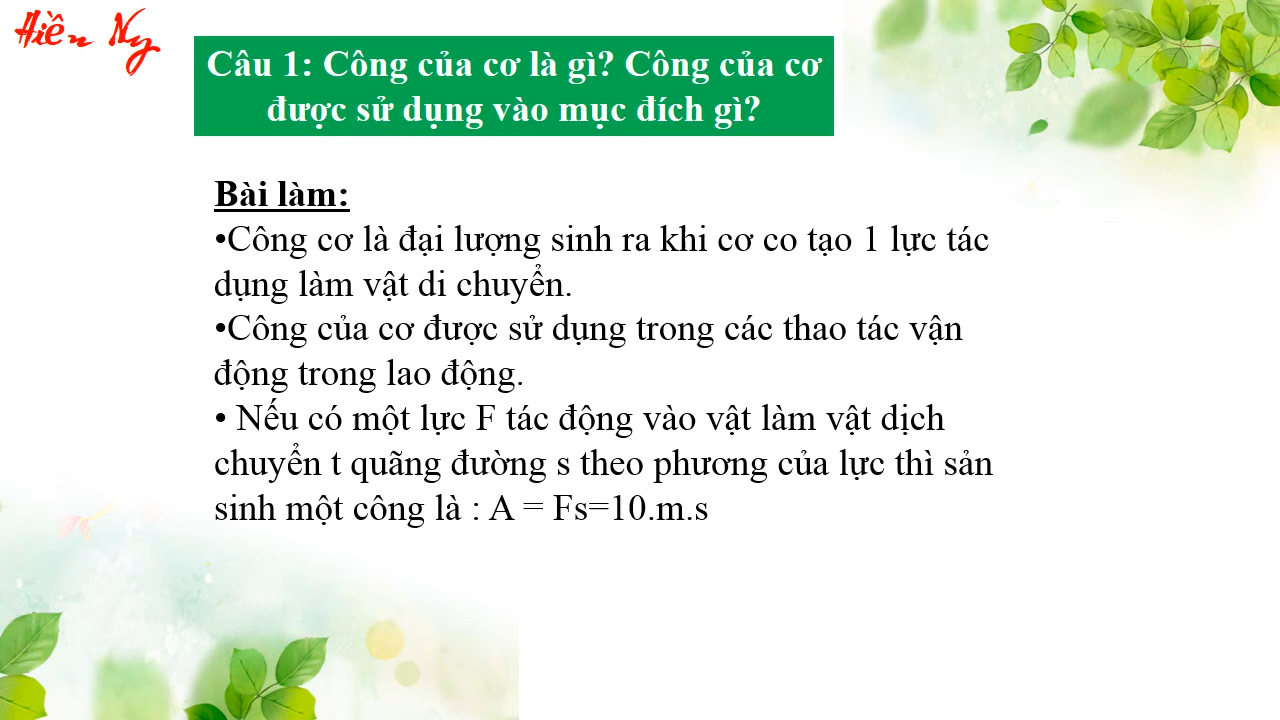 Hiền Ny
Câu 1: Công của cơ là gì? Công của cơ
được sử dụng vào mục đích gì?
Bài làm:
•Công cơ là đại lượng sinh ra khi cơ co tạo 1 lực tác
dụng làm vật di chuyển.
•Công của cơ được sử dụng trong các thao tác vận
động trong lao động.
• Nếu có một lực F tác động vào vật làm vật dịch
chuyển t quãng đường s theo phương của lực thì sản
sinh một công là : A = Fs=10.m.s